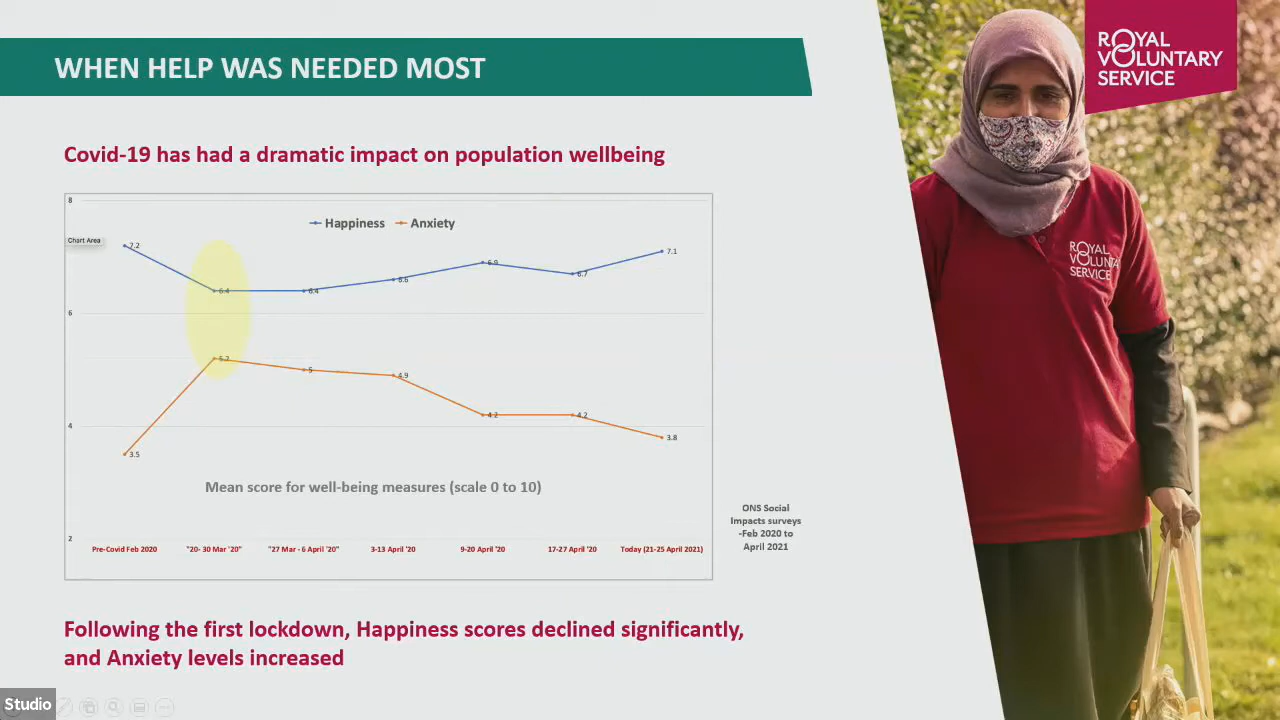 WHEN HELP WAS NEEDED MOST
ROYAL
VOLUNTARY
SERVICE
Covid-19 has had a dramatic impact on population wellbeing
8
Happiness
Anxiety
Chart Area
7.2
6.4
6.4
6.6
6.9
6.7
7.1
6
5.2
5
4.9
4.2
4.2
3.8
4
3.5
Mean score for well-being measures (scale 0 to 10)
2
Pre-Covid Feb 2020
"20- 30 Mar '20"
"27 Mar - 6 April '20"
3-13 April '20
9-20 April '20
17-27 April '20
Today (21-25 April 2021)
ONS Social
Impacts surveys
-Feb 2020 to
April 2021
Following the first lockdown, Happiness scores declined significantly,
and Anxiety levels increased
ROYAL
VOLUNTA
SERVICE
Studio